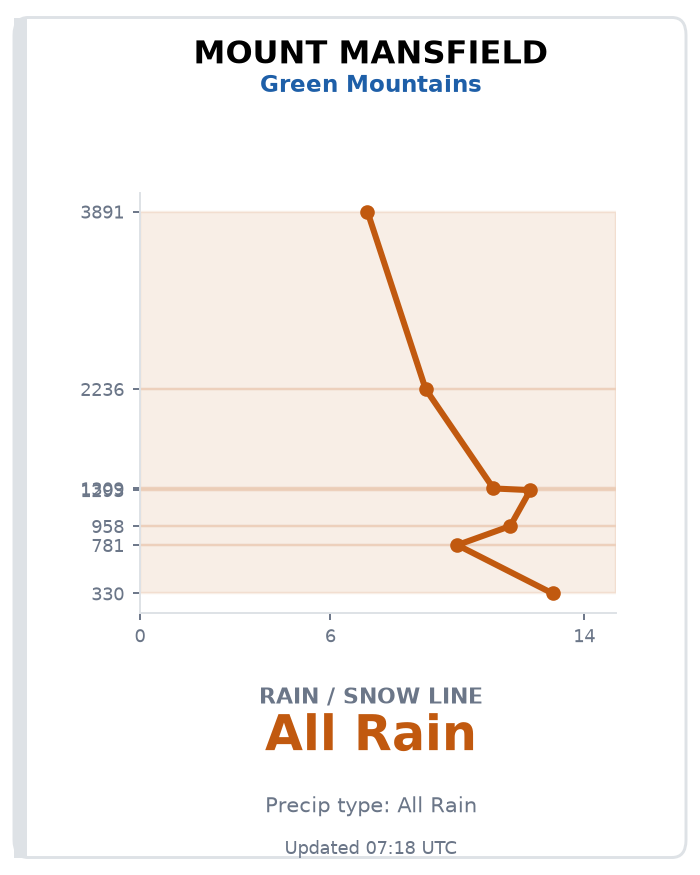 MOUNT MANSFIELD
Green Mountains
3891
2236
958
781
330
0 6 14
RAIN / SNOW LINE
All Rain
Precip type: All Rain
Updated 07:18 UTC